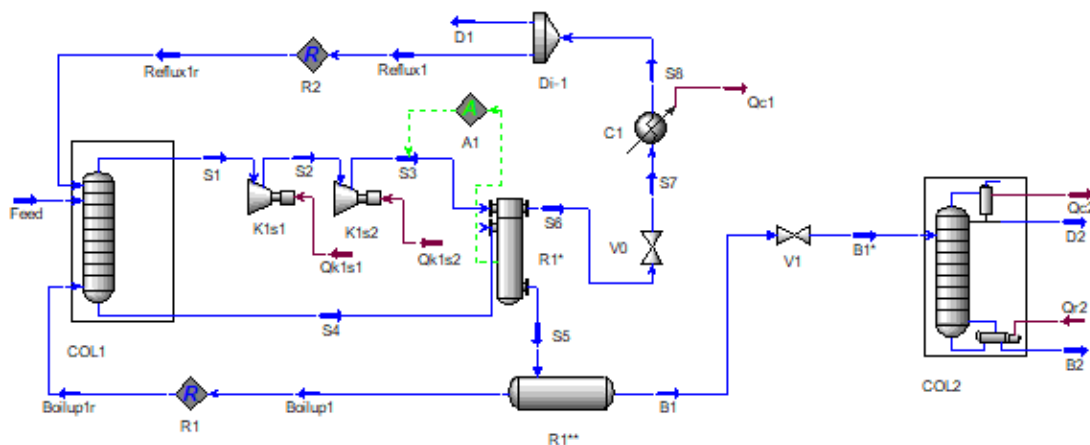 D1
S8
Reflux1r
R
R2
Reflux1
Di-1
Qc1
C1
A
A1
S1
S2
S3
S7
Feed
K1s1
K1s2
S6
Qc2
D2
Qk1s1
Qk1s2
R1*
V0
V1
B1*
S4
S5
Qr2
B2
COL1
COL2
Boilup1r
R
R1
Boilup1
B1
R1**